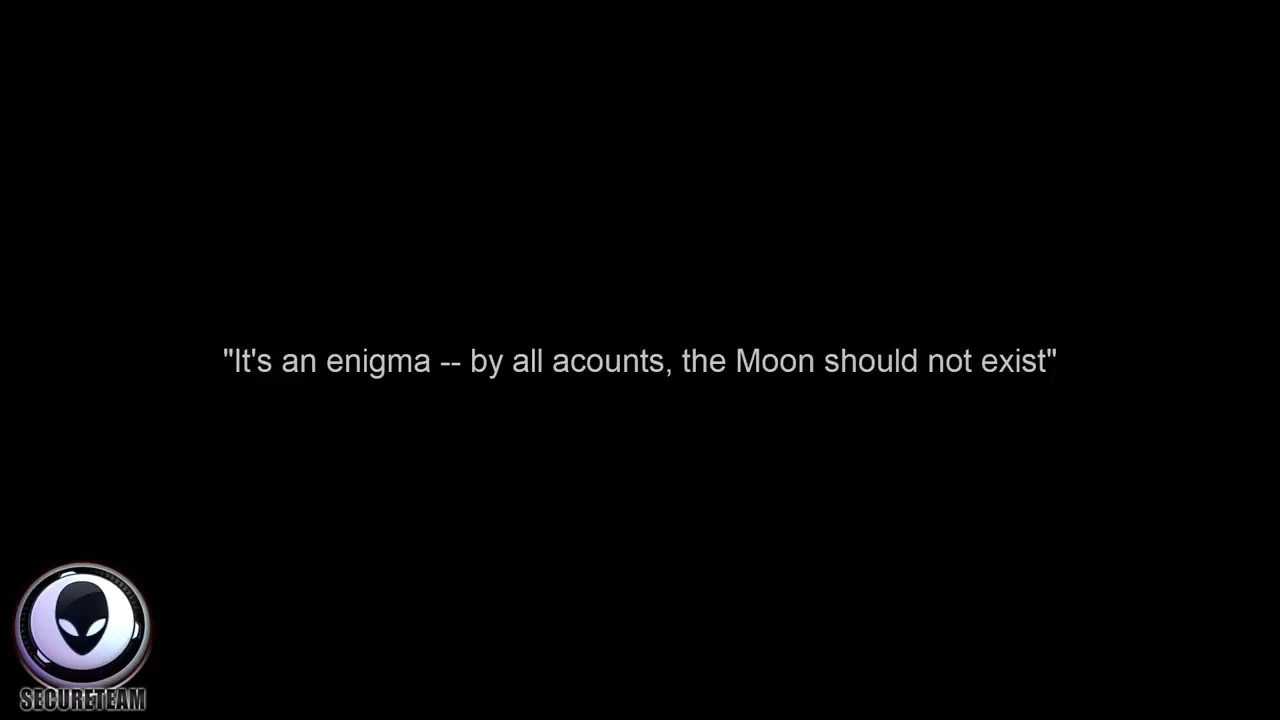 "It's an enigma -- by all acounts, the Moon should not exist"
SECURETEAM